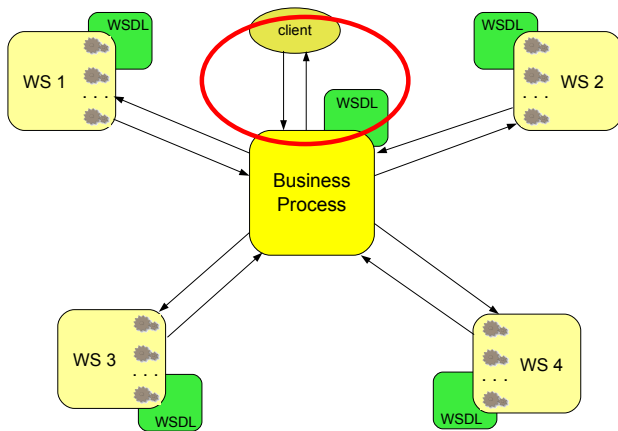 WSDL
client
WSDL
WS 1
. . .
WSDL
WS 2
. . .
Business
Process
WS 3
. . .
WSDL
WS 4
. . .
WSDL